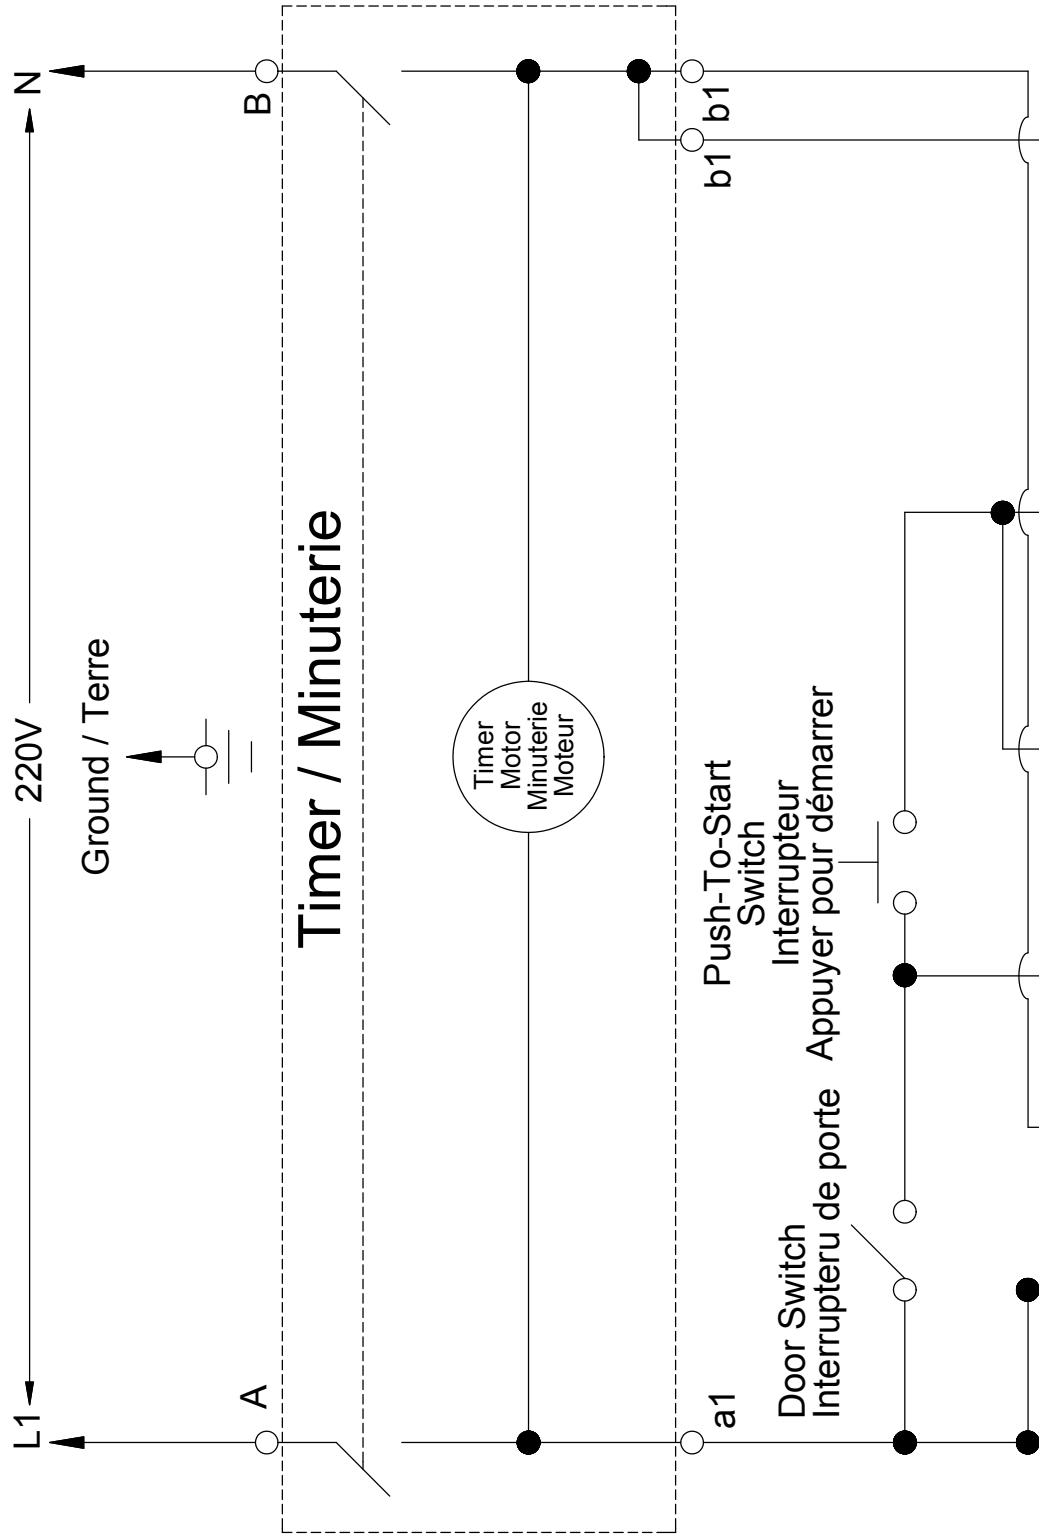 L1
220V
N
Ground / Terre
A
B
Timer / Minuterie
Timer
Motor
Minuterie
Moteur
a1
b1
b1
Push-To-Start
Switch
Interrupteur
Appuyer pour démarrer
Door Switch
Interrupteru de porte